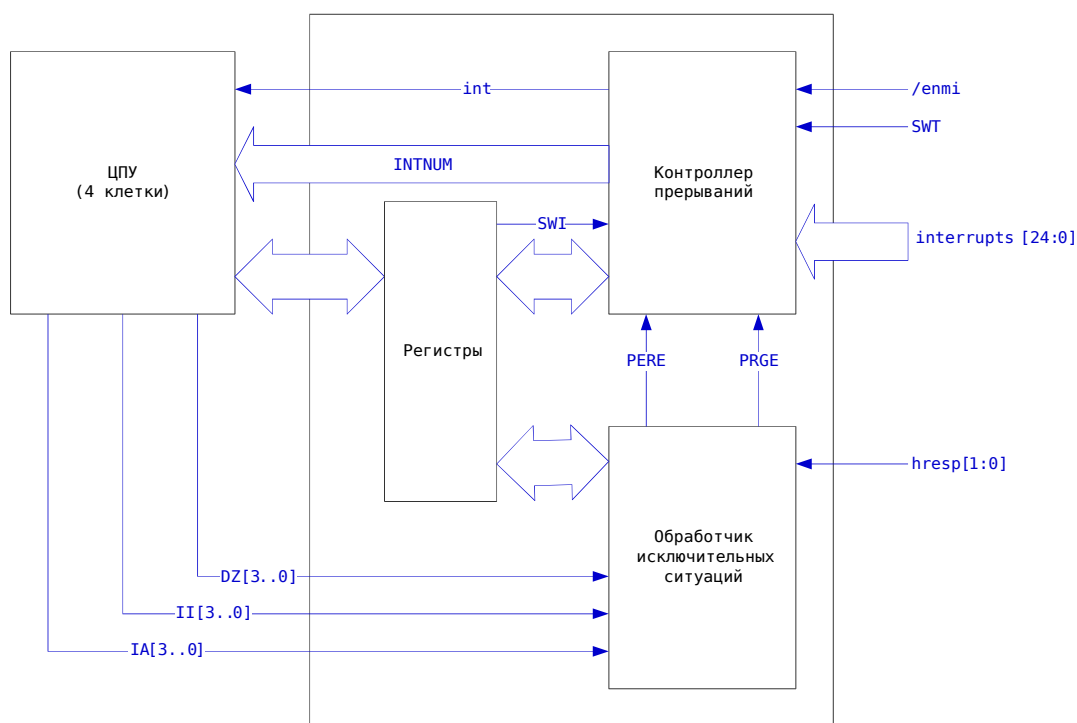 int
/enmi
SWT
ЦПУ
(4 клетки)
INTNUM
Контроллер
прерываний
SWI
interrupts [24:0]
Регистры
PERE
PRGE
hresp[1:0]
Обработчик
исключительных
ситуаций
DZ[3..0]
II[3..0]
IA[3..0]